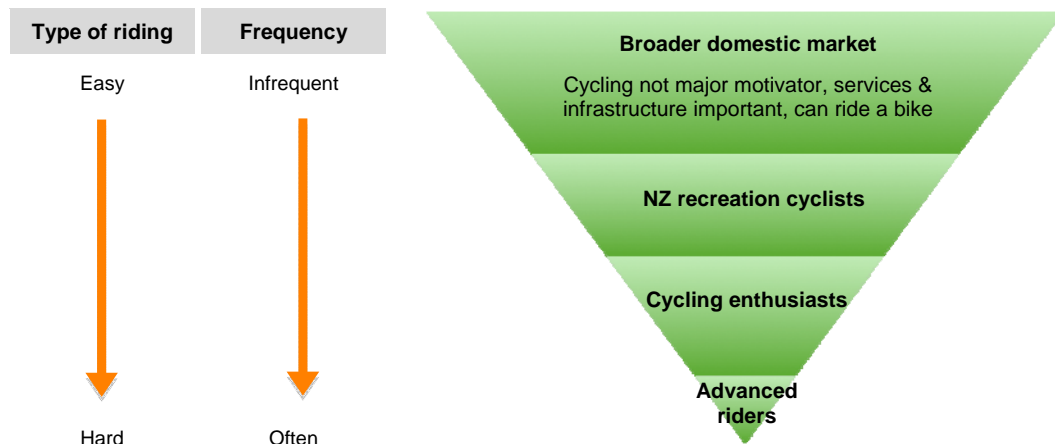 Type of riding
Frequency
Easy
Infrequent
Hard
Often
Broader domestic market
Cycling not major motivator, services &
infrastructure important, can ride a bike
NZ recreation cyclists
Cycling enthusiasts
Advanced
riders